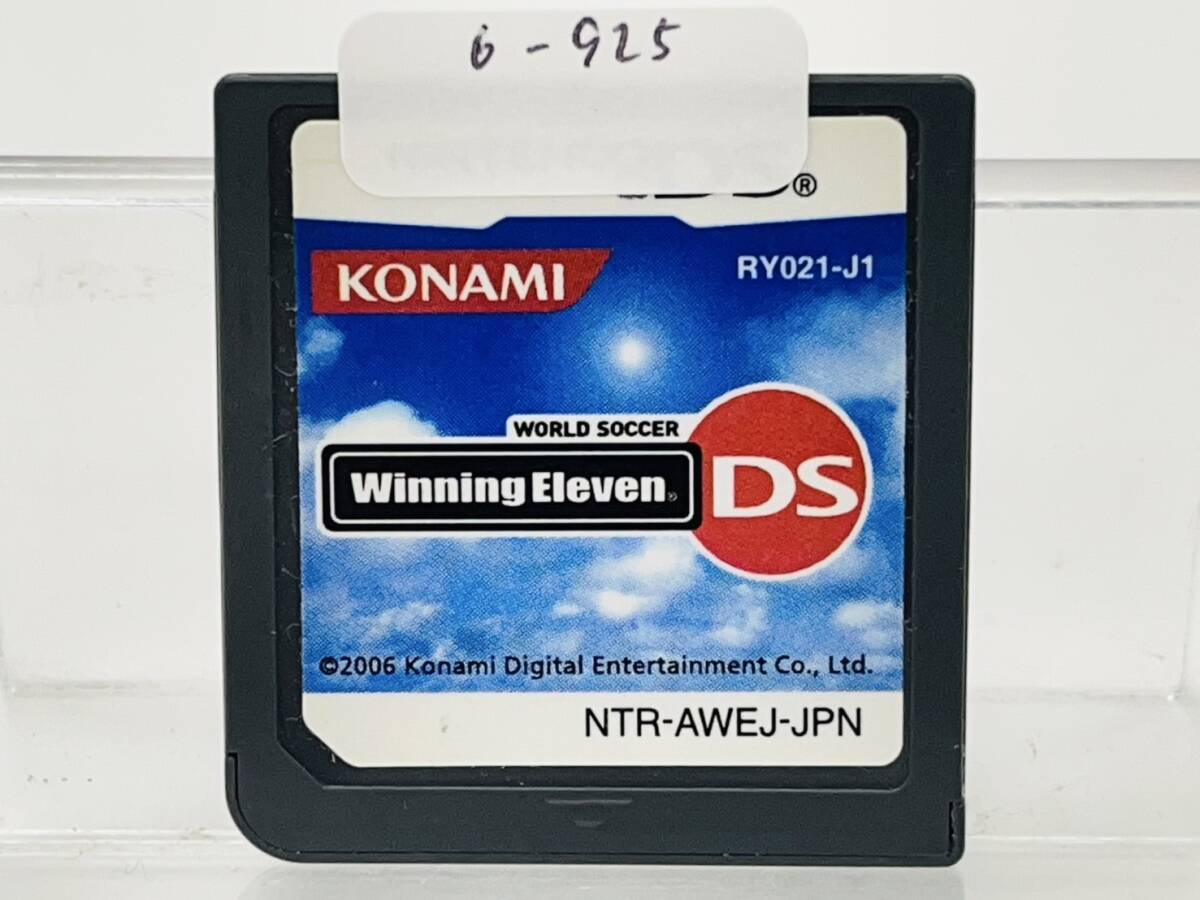 6-925
®
KONAMI
RY021-J1
WORLD SOCCER
Winning Eleven®
DS
©2006 Konami Digital Entertainment Co., Ltd.
NTR-AWEJ-JPN